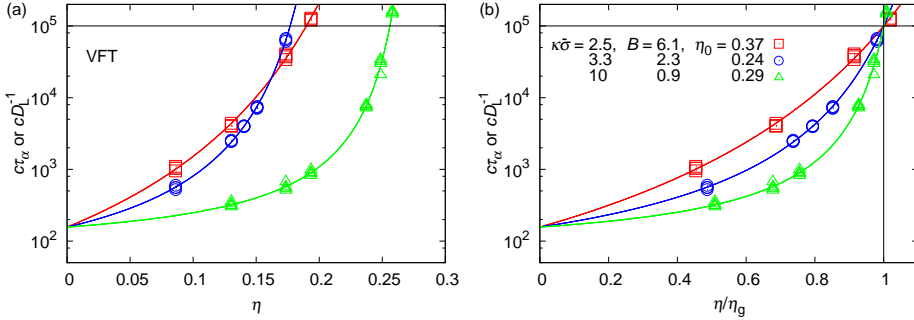 (a)
VFT
10^5
10^4
10^3
10^2
cτ_α or cD_L^-1
0 0.05 0.1 0.15 0.2 0.25 0.3
η
(b)
κσ̄ = 2.5, B = 6.1, η_0 = 0.37
3.3 2.3 0.24
10 0.9 0.29
10^5
10^4
10^3
10^2
cτ_α or cD_L^-1
0 0.2 0.4 0.6 0.8 1
η/η_g